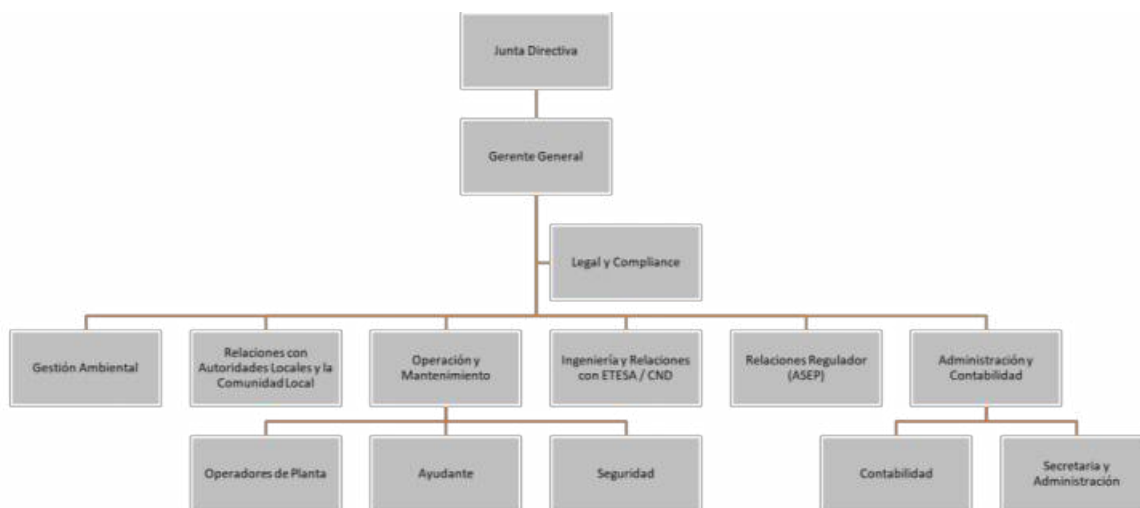 Junta Directiva
Gerente General
Legal y Compliance
Gestión Ambiental
Relaciones con
Autoridades Locales y la
Comunidad Local
Operación y
Mantenimiento
Ingeniería y Relaciones
con ETESA / CND
Relaciones Regulador
(ASEP)
Administración y
Contabilidad
Operadores de Planta
Ayudante
Seguridad
Contabilidad
Secretaria y
Administración